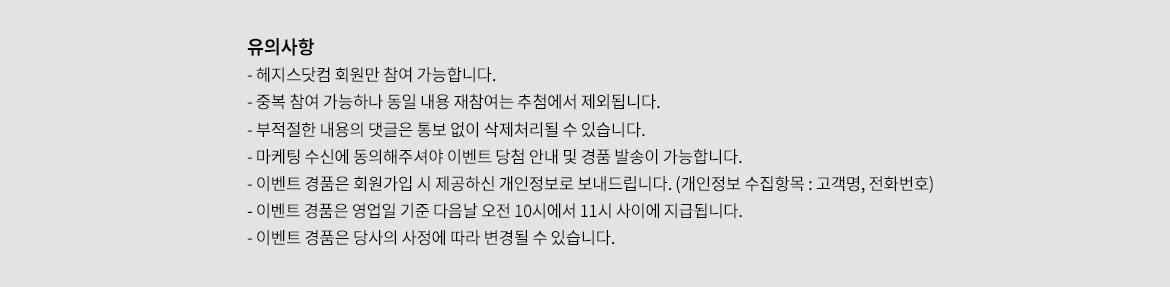 유의사항
- 헤지스닷컴 회원만 참여 가능합니다.
- 중복 참여 가능하나 동일 내용 재참여는 추첨에서 제외됩니다.
- 부적절한 내용의 댓글은 통보 없이 삭제처리될 수 있습니다.
- 마케팅 수신에 동의해주셔야 이벤트 당첨 안내 및 경품 발송이 가능합니다.
- 이벤트 경품은 회원가입 시 제공하신 개인정보로 보내드립니다. (개인정보 수집항목 : 고객명, 전화번호)
- 이벤트 경품은 영업일 기준 다음날 오전 10시에서 11시 사이에 지급됩니다.
- 이벤트 경품은 당사의 사정에 따라 변경될 수 있습니다.